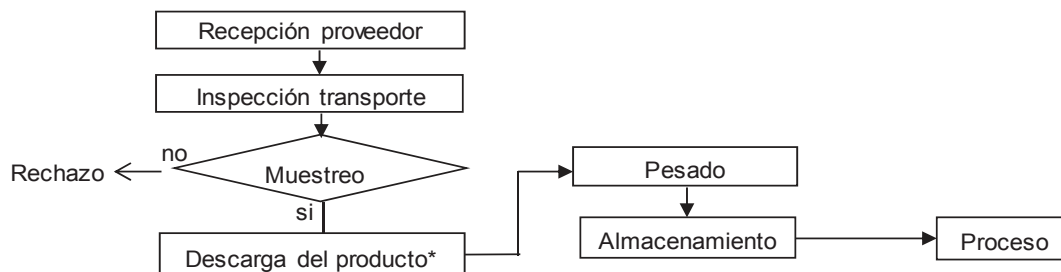 Recepción proveedor
Inspección transporte
no
Rechazo
Muestreo
si
Descarga del producto*
Pesado
Almacenamiento
Proceso